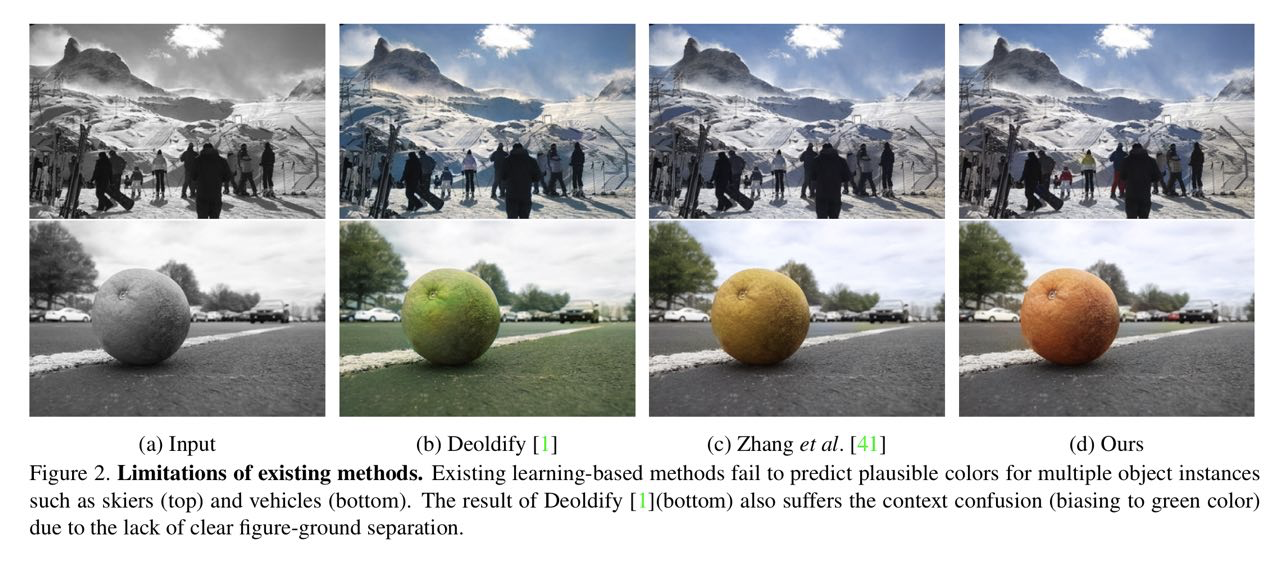 (a) Input
(b) Deoldify [1]
(c) Zhang et al. [41]
(d) Ours
Figure 2. Limitations of existing methods. Existing learning-based methods fail to predict plausible colors for multiple object instances
such as skiers (top) and vehicles (bottom). The result of Deoldify [1](bottom) also suffers the context confusion (biasing to green color)
due to the lack of clear figure-ground separation.